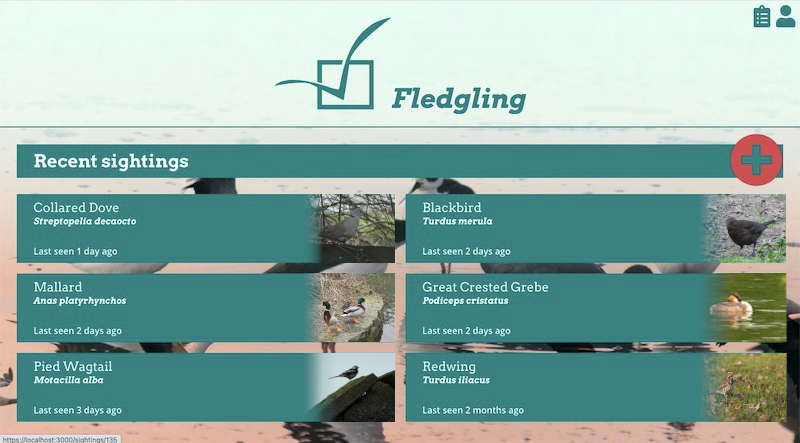 Fledgling
Recent sightings
Collared Dove
Streptopelia decaocto
Last seen 1 day ago
Blackbird
Turdus merula
Last seen 2 days ago
Mallard
Anas platyrhynchos
Last seen 2 days ago
Great Crested Grebe
Podiceps cristatus
Last seen 2 days ago
Pied Wagtail
Motacilla alba
Last seen 3 days ago
Redwing
Turdus iliacus
Last seen 2 months ago
https://localhost:3000/sightings/135